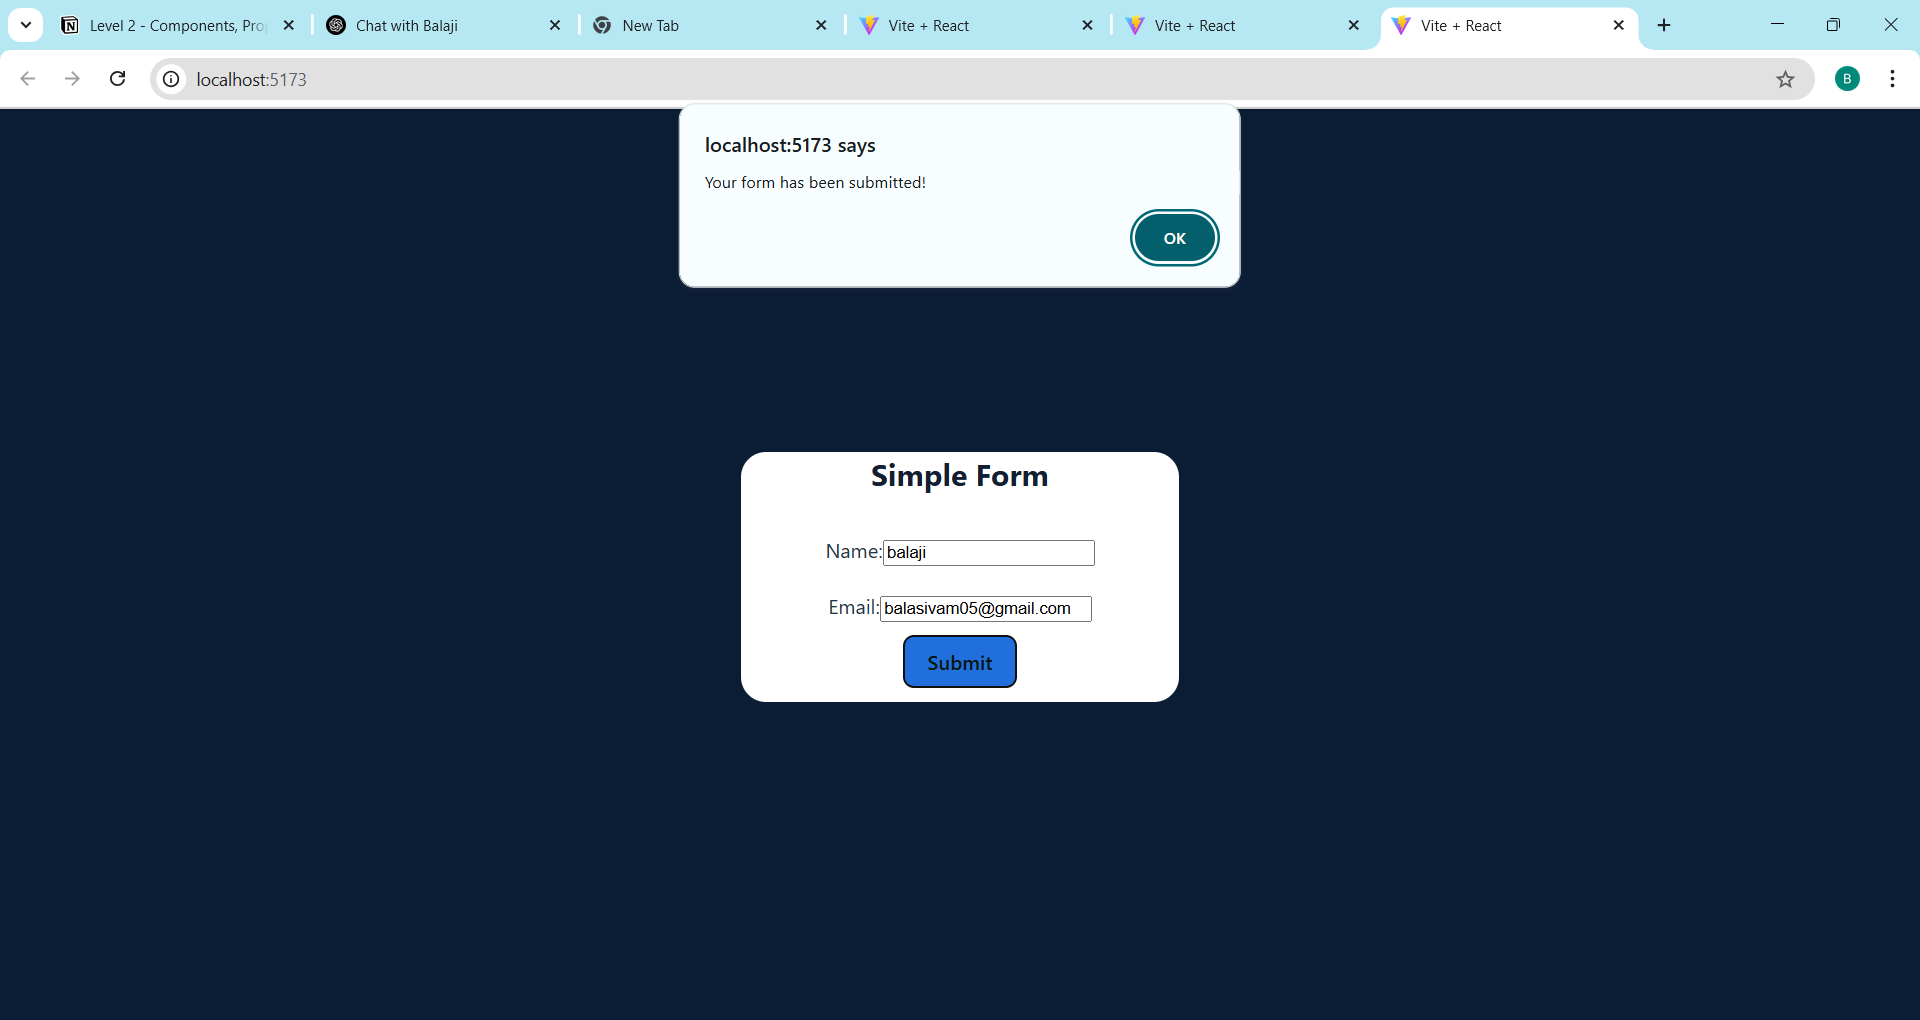 Level 2 - Components, Pro
Chat with Balaji
New Tab
Vite + React
Vite + React
Vite + React
localhost:5173
B
localhost:5173 says
Your form has been submitted!
OK
Simple Form
Name: balaji
Email: balasivam05@gmail.com
Submit